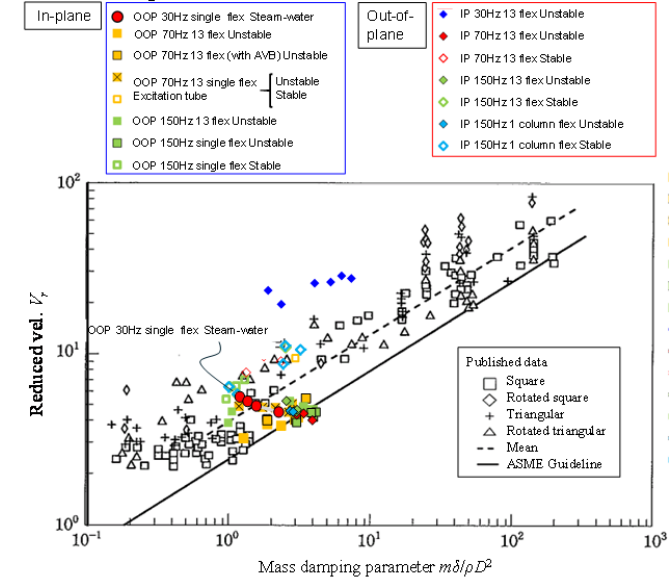 In-plane
OOP 30Hz single flex Steam-water
OOP 70Hz 13 flex Unstable
OOP 70Hz 13 flex (with AVB) Unstable
OOP 70Hz 13 single flex Unstable
Excitation tube Stable
OOP 150Hz 13 flex Unstable
OOP 150Hz single flex Unstable
OOP 150Hz single flex Stable
Out-of-
plane
IP 30Hz 13 flex Unstable
IP 70Hz 13 flex Unstable
IP 70Hz 13 flex Stable
IP 150Hz 13 flex Unstable
IP 150Hz 13 flex Stable
IP 150Hz 1 column flex Unstable
IP 150Hz 1 column flex Stable
10²
10¹
10⁰
Reduced vel. Vᵣ
OOP 30Hz single flex Steam-water
Published data
Square
Rotated square
Triangular
Rotated triangular
Mean
ASME Guideline
10⁻¹ 10⁰ 10¹ 10² 10³
Mass damping parameter mδ/ρD²